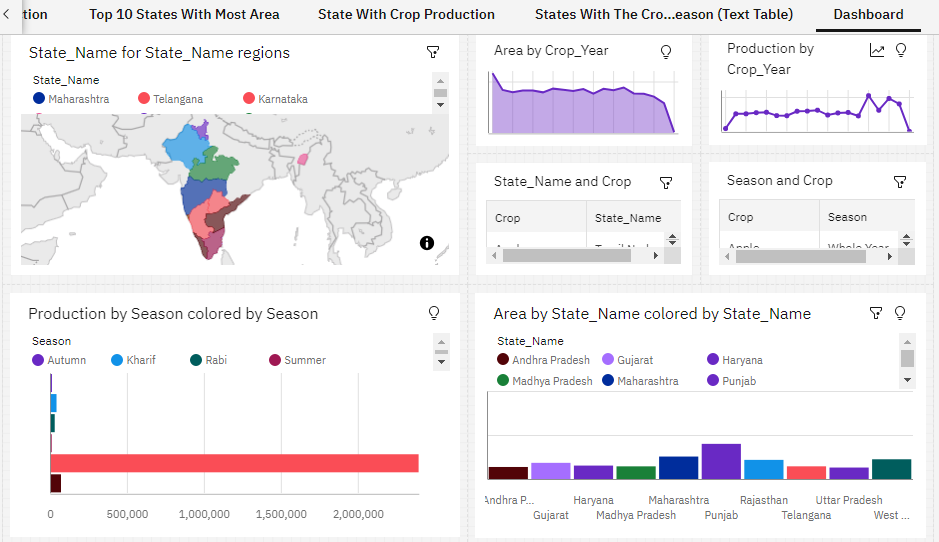 tion
Top 10 States With Most Area
State With Crop Production
States With The Cro...eason (Text Table)
Dashboard
State_Name for State_Name regions
State_Name
Maharashtra
Telangana
Karnataka
Area by Crop_Year
Production by
Crop_Year
State_Name and Crop
Crop
State_Name
Season and Crop
Crop
Season
Apple
Whole Year
Production by Season colored by Season
Season
Autumn
Kharif
Rabi
Summer
0
500,000
1,000,000
1,500,000
2,000,000
Area by State_Name colored by State_Name
State_Name
Andhra Pradesh
Gujarat
Haryana
Madhya Pradesh
Maharashtra
Punjab
Andhra P...
Haryana
Maharashtra
Rajasthan
Uttar Pradesh
Gujarat
Madhya Pradesh
Punjab
Telangana
West ...